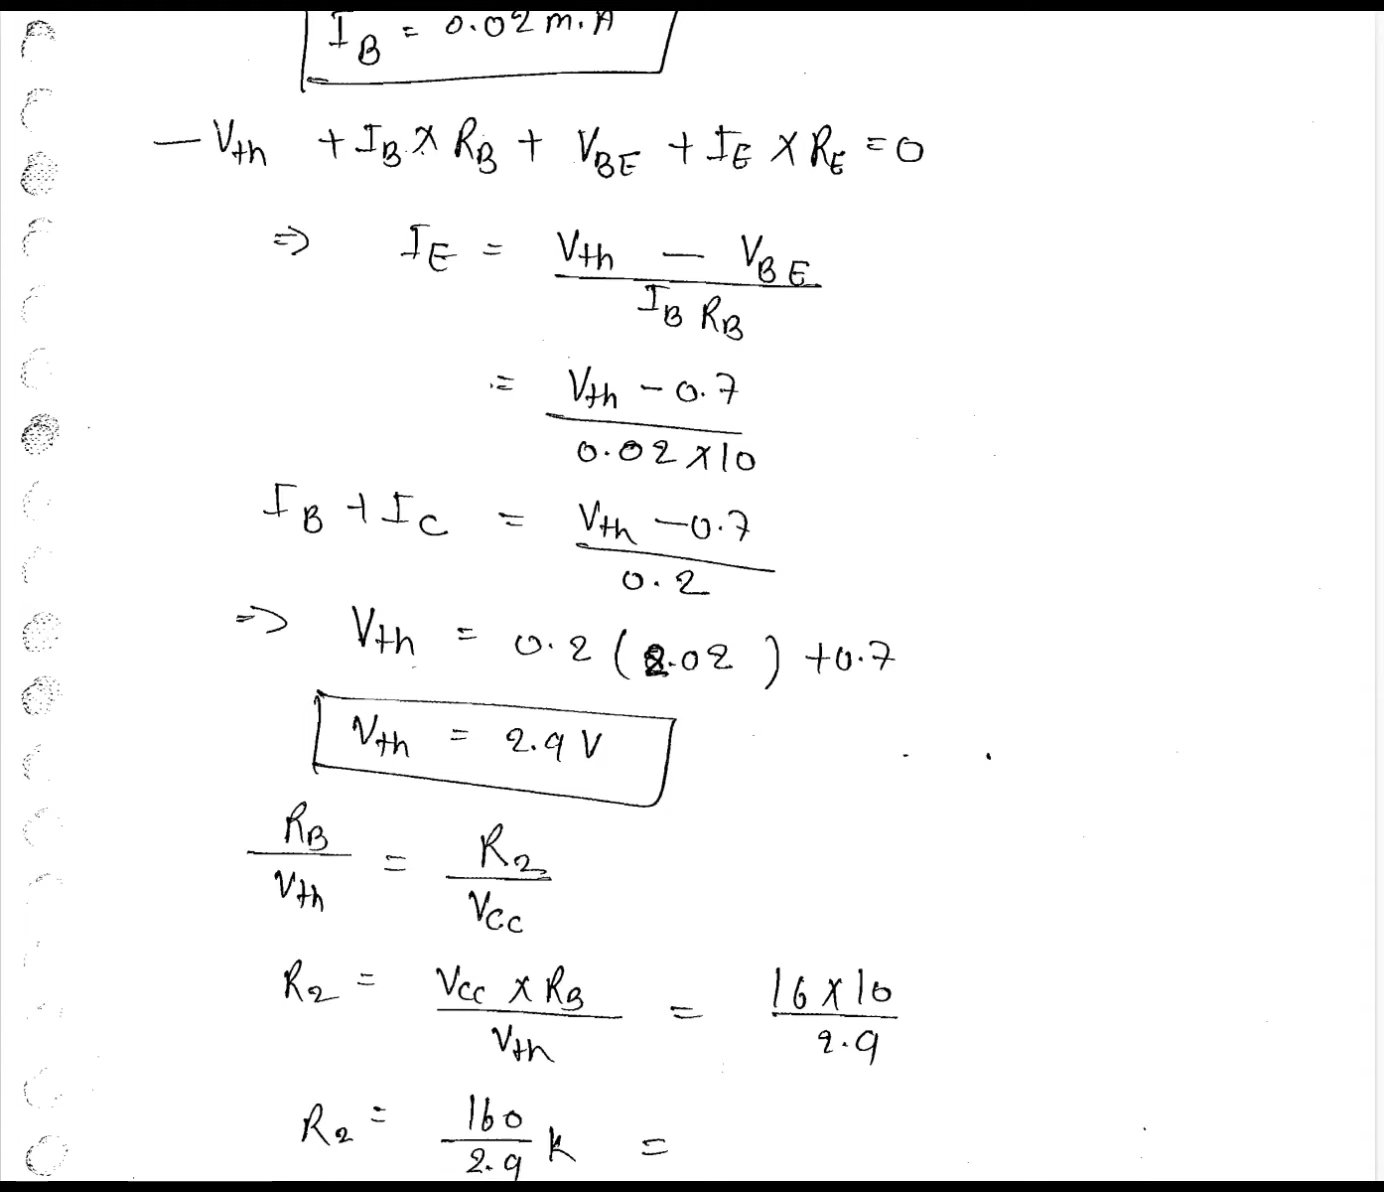 I_B = 0.02 m.A
- V_th + I_B X R_B + V_BE + I_E X R_E = 0
=> I_E = V_th - V_BE / I_B R_B
= V_th - 0.7 / 0.02 X 10
I_B + I_C = V_th - 0.7 / 0.2
=> V_th = 0.2 (2.02) + 0.7
V_th = 2.9 V
R_B / V_th = R_2 / V_CC
R_2 = V_CC X R_B / V_th = 16 X 10 / 2.9
R_2 = 160 / 2.9 k =